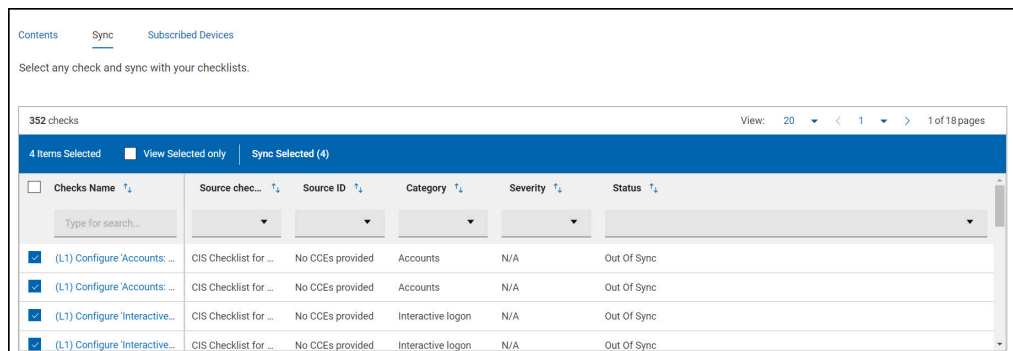 Contents Sync Subscribed Devices
Select any check and sync with your checklists.
352 checks View: 20 1 1 of 18 pages
4 Items Selected View Selected only Sync Selected (4)
Checks Name Source chec... Source ID Category Severity Status
Type for search...
(L1) Configure 'Accounts: ... CIS Checklist for ... No CCEs provided Accounts N/A Out Of Sync
(L1) Configure 'Accounts: ... CIS Checklist for ... No CCEs provided Accounts N/A Out Of Sync
(L1) Configure 'Interactive... CIS Checklist for ... No CCEs provided Interactive logon N/A Out Of Sync
(L1) Configure 'Interactive... CIS Checklist for ... No CCEs provided Interactive logon N/A Out Of Sync